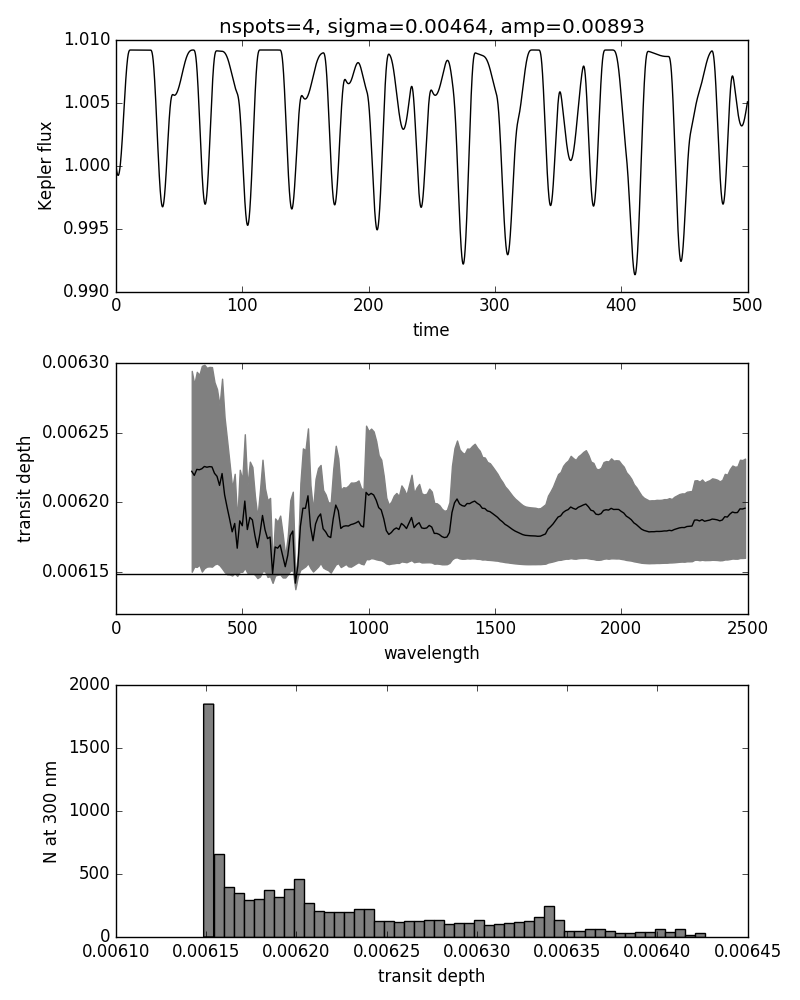 nspots=4, sigma=0.00464, amp=0.00893
1.010
1.005
1.000
0.995
0.990
Kepler flux
0 100 200 300 400 500
time
0.00630
0.00625
0.00620
0.00615
transit depth
0 500 1000 1500 2000 2500
wavelength
2000
1500
1000
500
0
N at 300 nm
0.00610 0.00615 0.00620 0.00625 0.00630 0.00635 0.00640 0.00645
transit depth